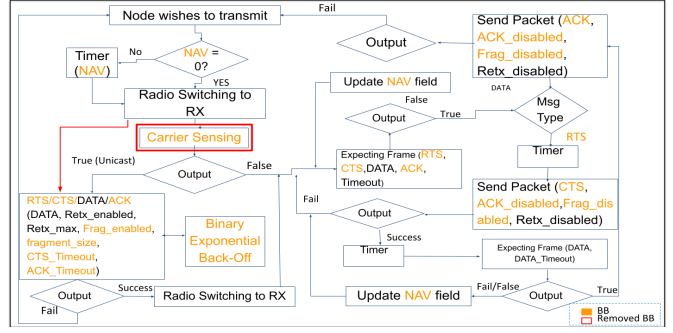 Node wishes to transmit
Fail
Send Packet (ACK,
ACK_disabled,
Frag_disabled,
Retx_disabled)
Output
No
NAV =
0?
Timer
(NAV)
YES
Radio Switching to
RX
Update NAV field
DATA
False
Msg
Type
Output
True
RTS
Carrier Sensing
Timer
Expecting Frame (RTS,
CTS,DATA, ACK,
Timeout)
True (Unicast)
False
Output
Fail
Send Packet (CTS,
ACK_disabled,Frag_dis
abled, Retx_disabled)
Output
RTS/CTS/DATA/ACK
(DATA, Retx_enabled,
Retx_max, Frag_enabled,
fragment_size,
CTS_Timeout,
ACK_Timeout)
Binary
Exponential
Back-Off
Success
Timer
Expecting Frame (DATA,
DATA_Timeout)
Success
Output
Fail
Radio Switching to RX
Update NAV field
Fail/False
Output
True
BB
Removed BB